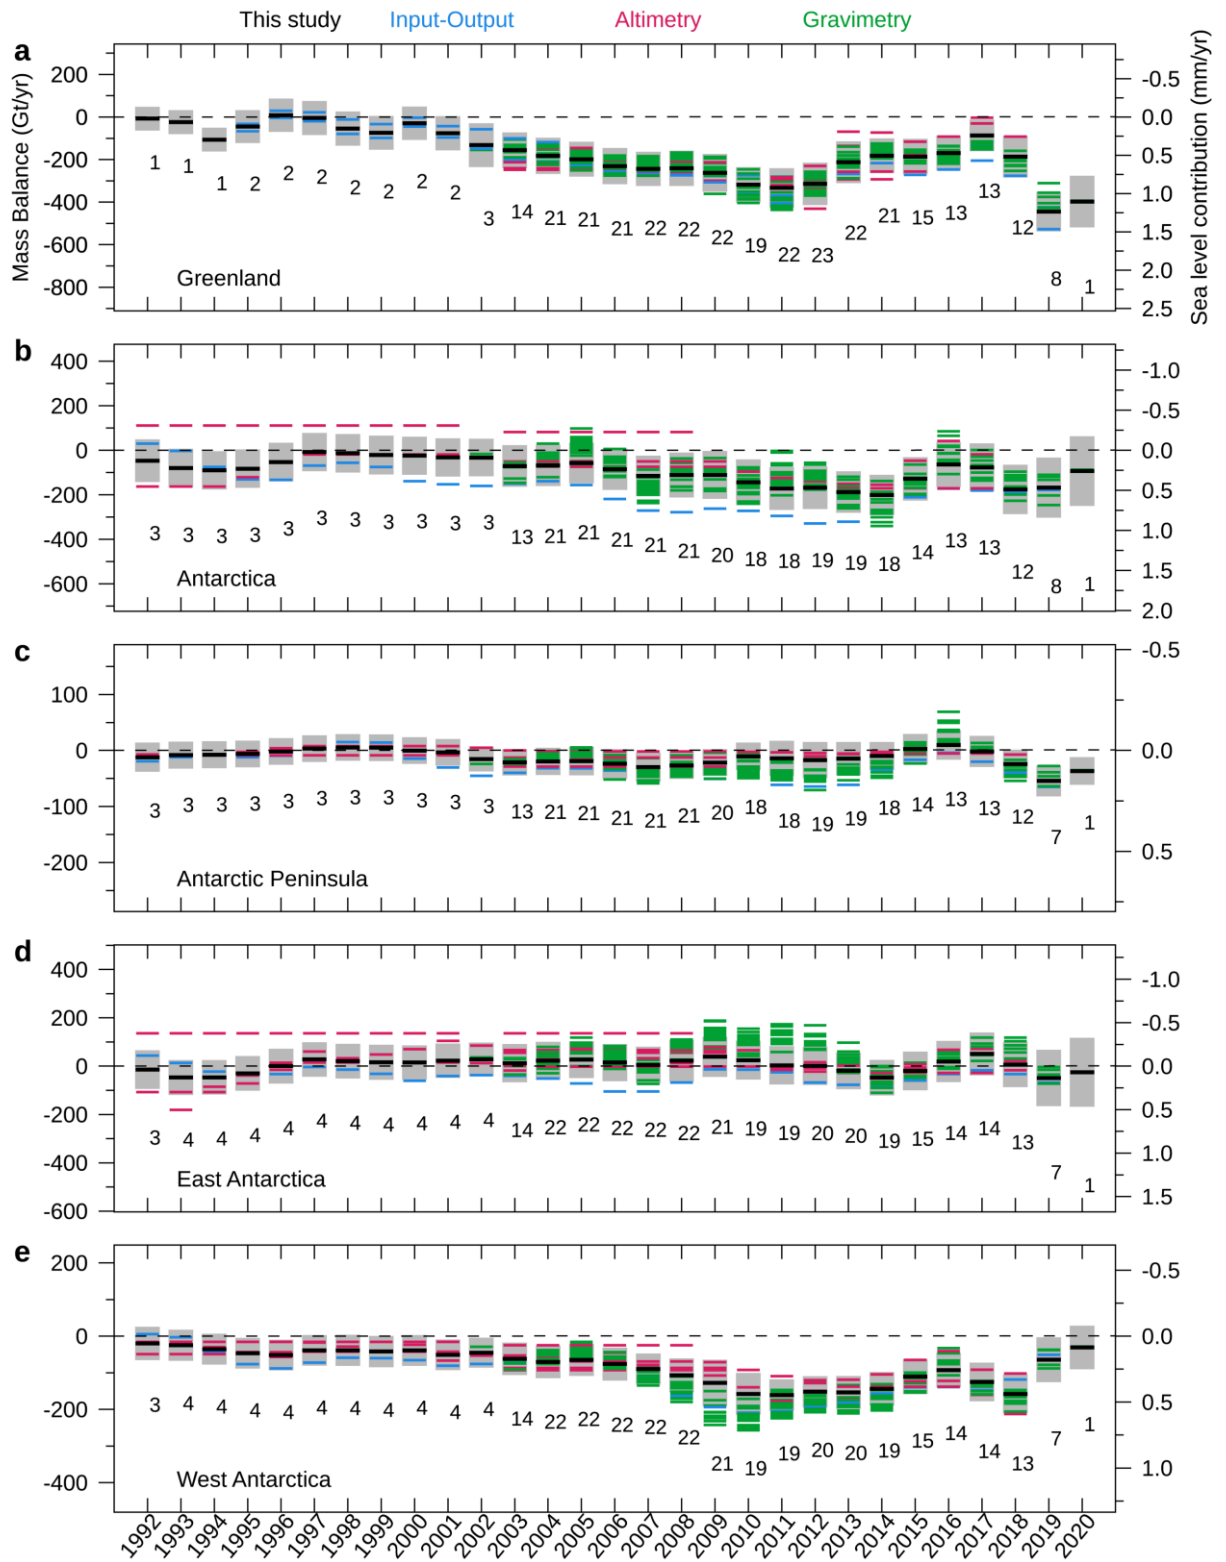 This study Input-Output Altimetry Gravimetry
a
Mass Balance (Gt/yr)
Sea level contribution (mm/yr)
200
0
-200
-400
-600
-800
-0.5
0.0
0.5
1.0
1.5
2.0
2.5
1 1 1 2 2 2 2 2 2 2 3 14 21 21 21 22 22 22 19 22 23 22 21 15 13 13 12 8 1
Greenland
b
400
200
0
-200
-400
-600
-1.0
-0.5
0.0
0.5
1.0
1.5
2.0
3 3 3 3 3 3 3 3 3 3 3 13 21 21 21 21 21 20 18 18 19 19 18 14 13 13 12 8 1
Antarctica
c
100
0
-100
-200
-0.5
0.0
0.5
3 3 3 3 3 3 3 3 3 3 3 13 21 21 21 21 21 20 18 18 19 19 18 14 13 13 12 7 1
Antarctic Peninsula
d
400
200
0
-200
-400
-600
-1.0
-0.5
0.0
0.5
1.0
1.5
3 4 4 4 4 4 4 4 4 4 4 14 22 22 22 22 22 21 19 19 20 20 19 15 14 14 13 7 1
East Antarctica
e
200
0
-200
-400
-0.5
0.0
0.5
1.0
3 4 4 4 4 4 4 4 4 4 4 14 22 22 22 22 22 21 19 19 20 20 19 15 14 14 13 7 1
West Antarctica
1992 1993 1994 1995 1996 1997 1998 1999 2000 2001 2002 2003 2004 2005 2006 2007 2008 2009 2010 2011 2012 2013 2014 2015 2016 2017 2018 2019 2020